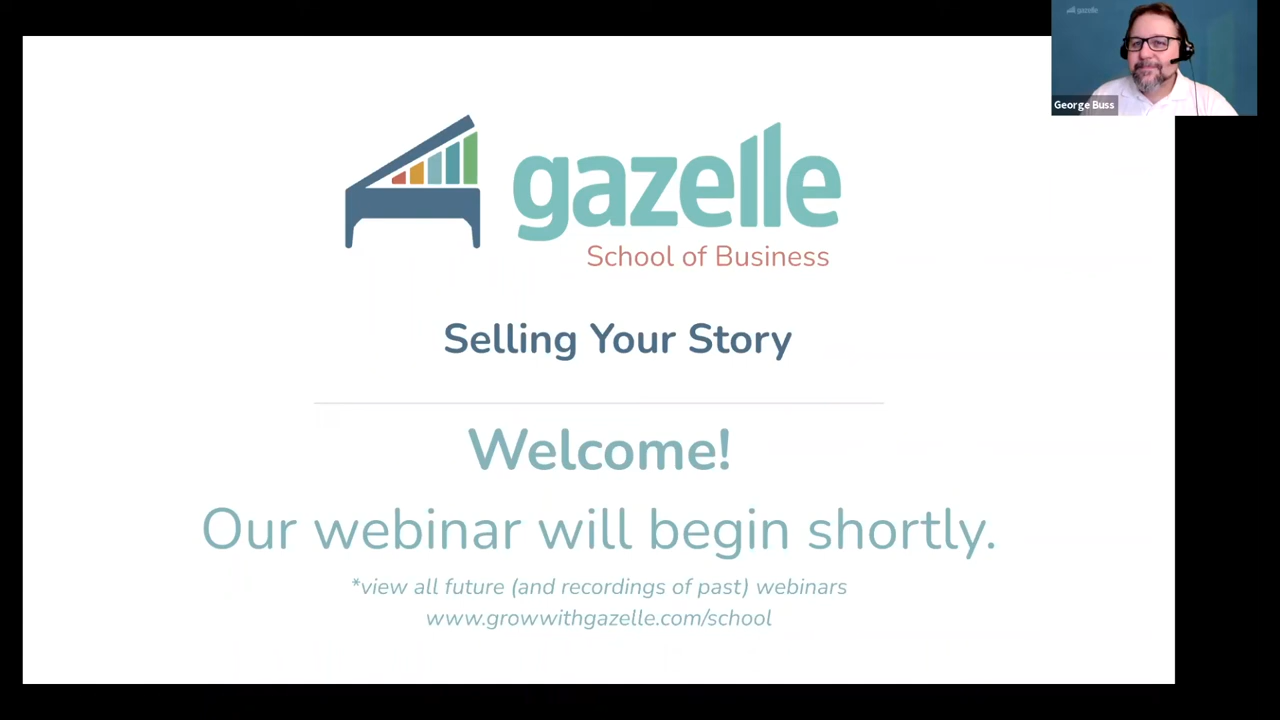 gazelle
George Buss
gazelle
School of Business
Selling Your Story
Welcome!
Our webinar will begin shortly.
*view all future (and recordings of past) webinars
www.growwithgazelle.com/school